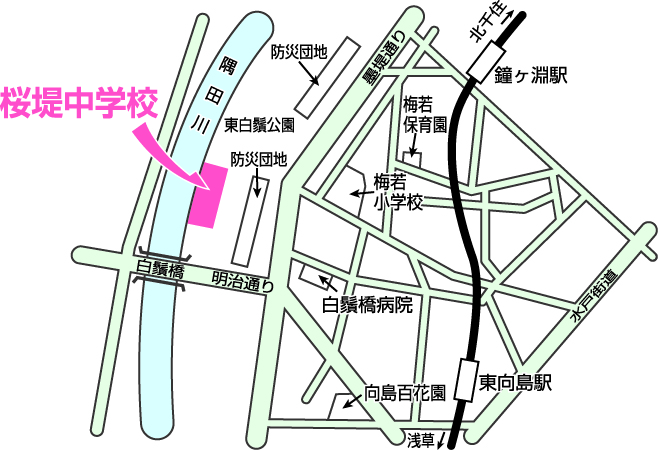 北千住
墨堤通り
鐘ヶ淵駅
防災団地
隅田川
桜堤中学校
梅若
保育園
東白鬚公園
防災団地
梅若
小学校
白鬚橋
明治通り
白鬚橋病院
水戸街道
向島百花園
東向島駅
浅草